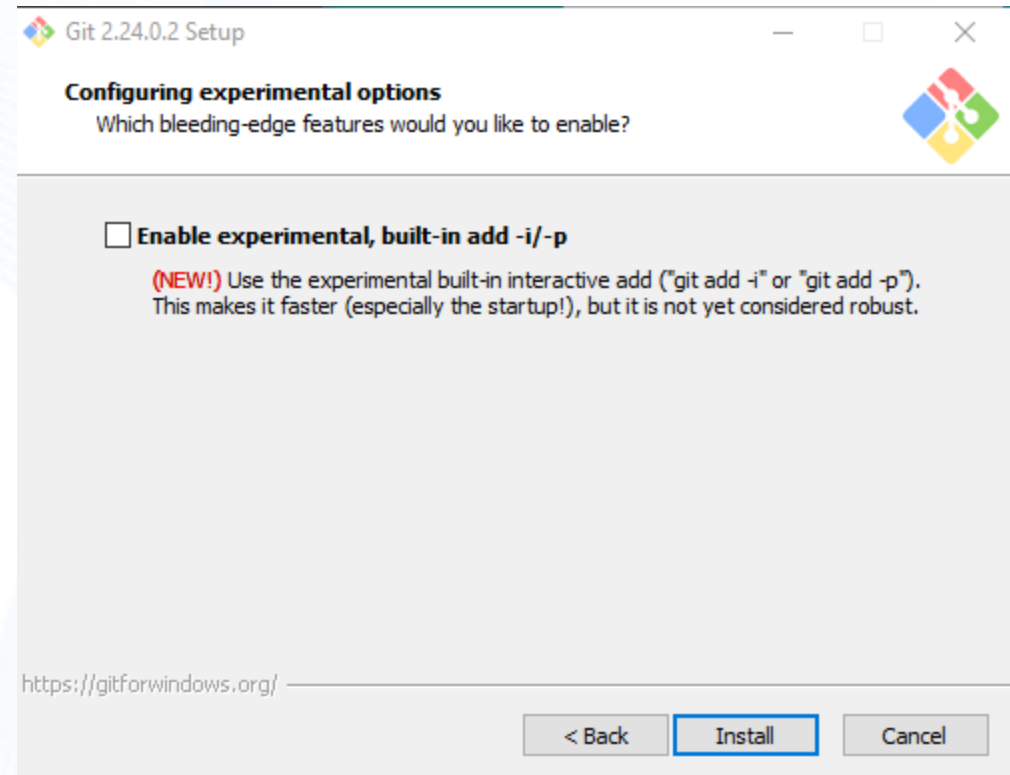 Git 2.24.0.2 Setup
Configuring experimental options
Which bleeding-edge features would you like to enable?
Enable experimental, built-in add -i/-p
(NEW!) Use the experimental built-in interactive add ("git add -i" or "git add -p").
This makes it faster (especially the startup!), but it is not yet considered robust.
https://gitforwindows.org/
< Back Install Cancel